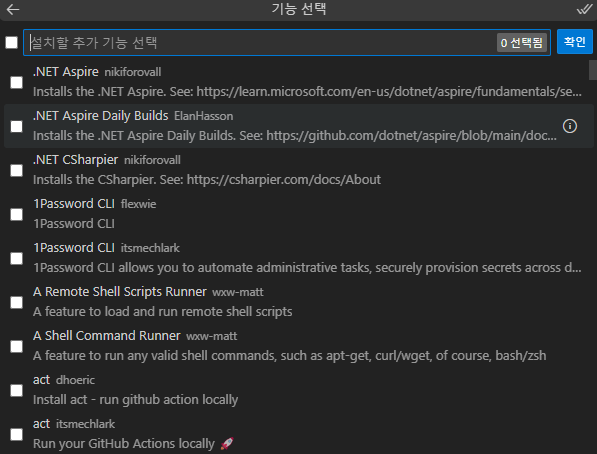 기능 선택
설치할 추가 기능 선택 0 선택됨 확인
.NET Aspire nikiforovall
Installs the .NET Aspire. See: https://learn.microsoft.com/en-us/dotnet/aspire/fundamentals/se...
.NET Aspire Daily Builds ElanHasson
Installs the .NET Aspire Daily Builds. See: https://github.com/dotnet/aspire/blob/main/doc...
.NET CSharpier nikiforovall
Installs the CSharpier. See: https://csharpier.com/docs/About
1Password CLI flexwie
1Password CLI
1Password CLI itsmechlark
1Password CLI allows you to automate administrative tasks, securely provision secrets across d...
A Remote Shell Scripts Runner wxw-matt
A feature to load and run remote shell scripts
A Shell Command Runner wxw-matt
A feature to run any valid shell commands, such as apt-get, curl/wget, of course, bash/zsh
act dhoeric
Install act - run github action locally
act itsmechlark
Run your GitHub Actions locally 🚀